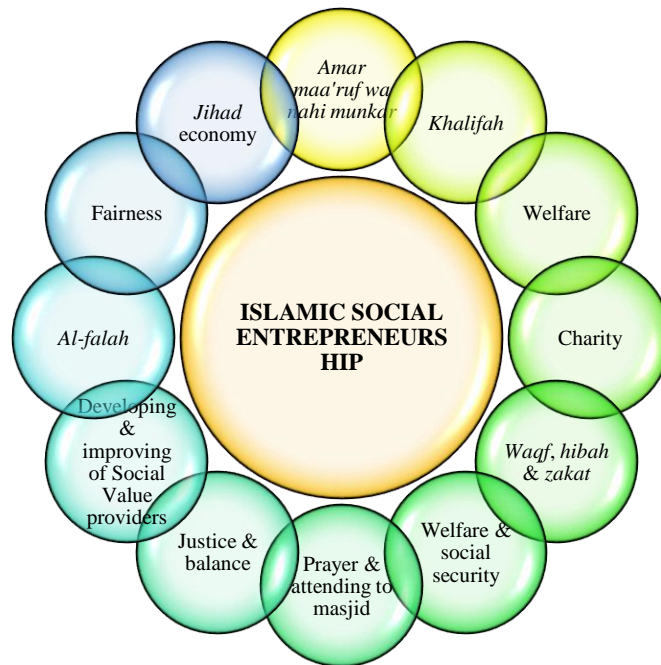 Amar
maa'ruf wa
nahi munkar
Khalifah
Welfare
Charity
Waqf, hibah
& zakat
Welfare &
social
security
Prayer &
attending to
masjid
Justice &
balance
Developing
&
improving
of Social
Value
providers
Al-falah
Fairness
Jihad
economy
ISLAMIC SOCIAL
ENTREPRENEURS
HIP